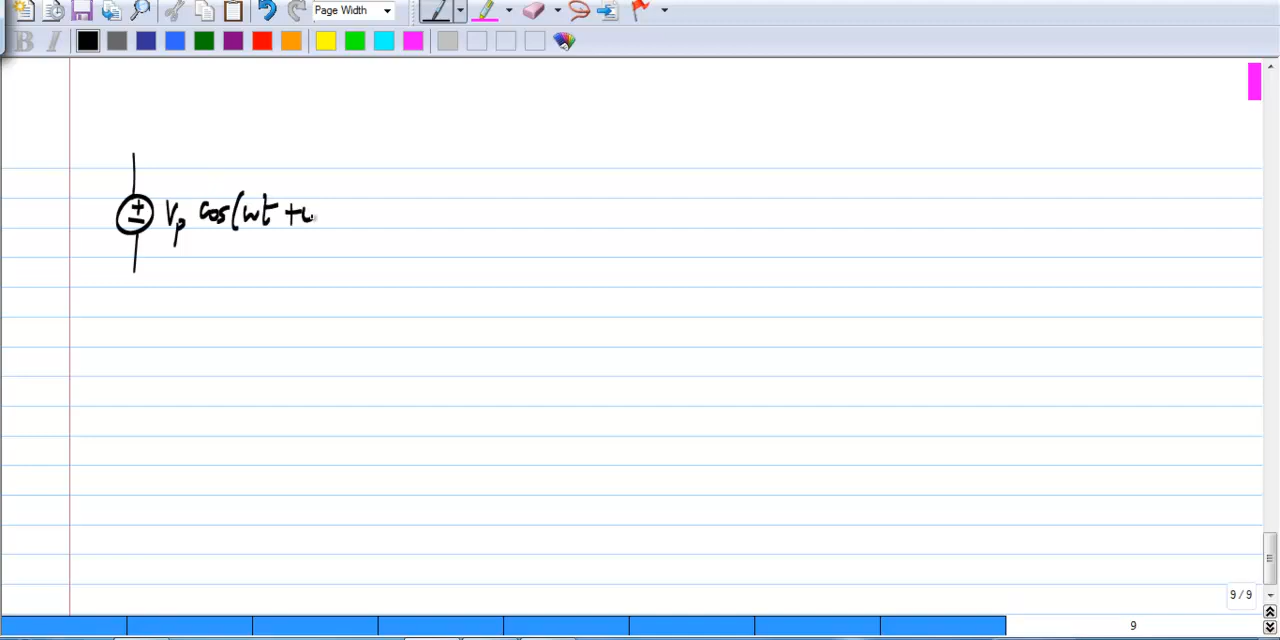 Page Width
B I
+
−
Vp cos(ωt +
9 / 9
9